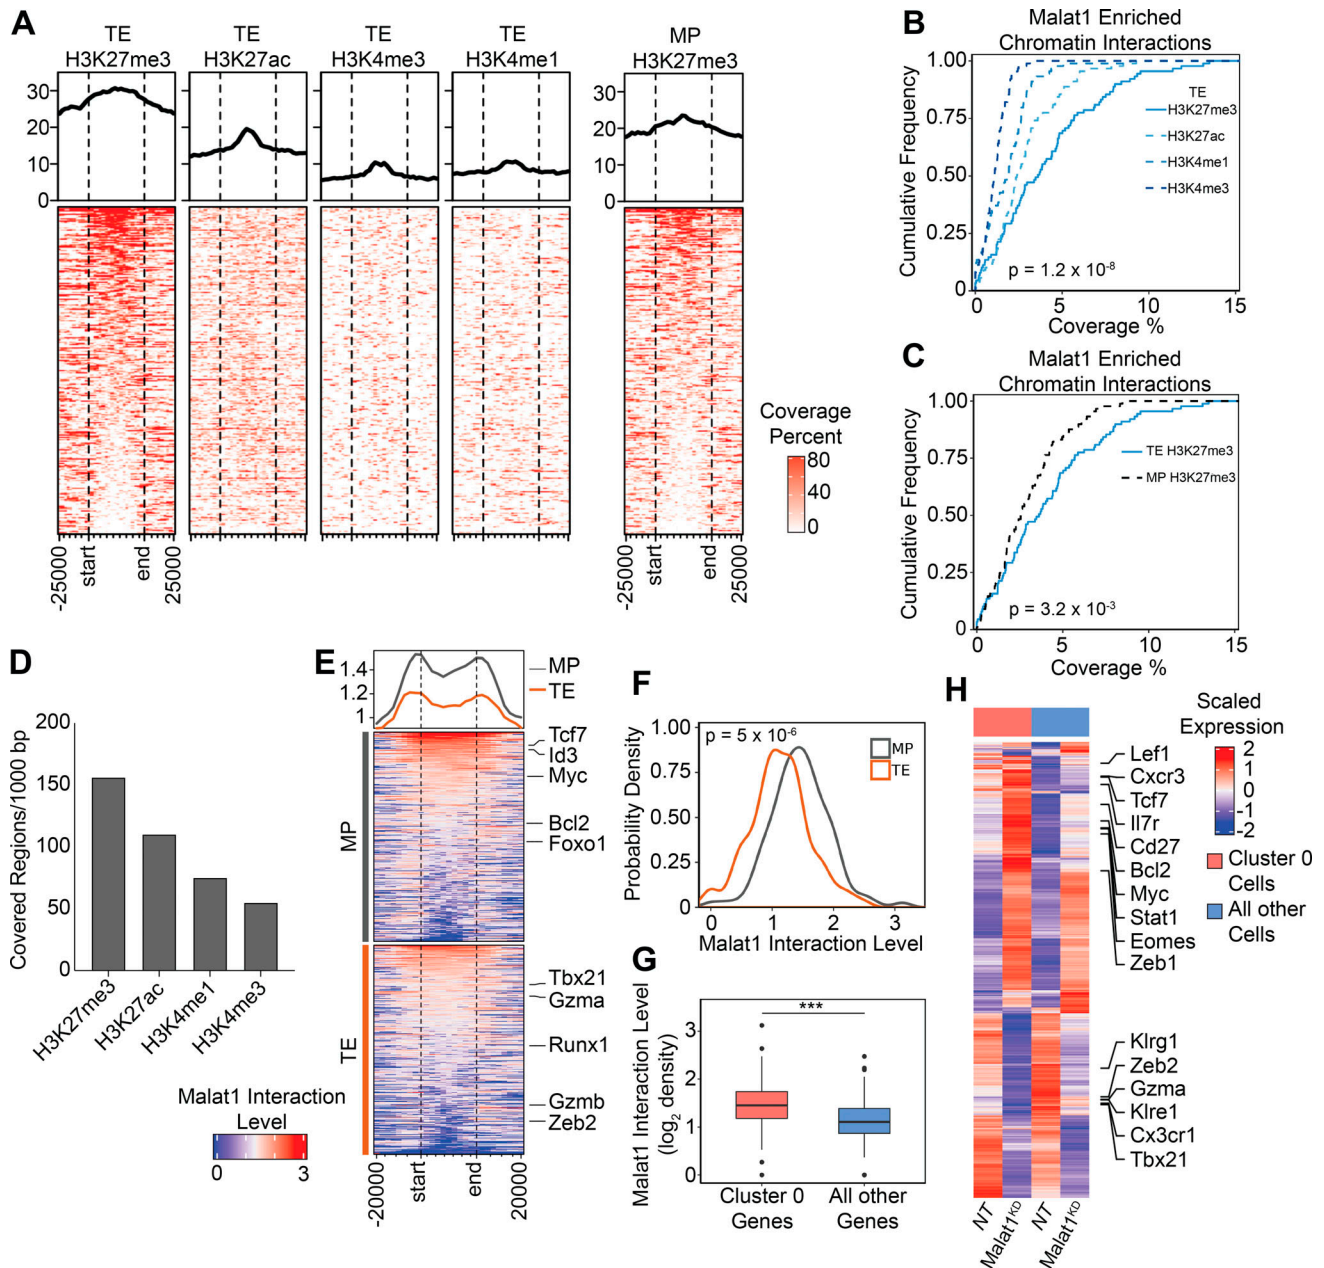 A
TE
H3K27me3
TE
H3K27ac
TE
H3K4me3
TE
H3K4me1
MP
H3K27me3
30
20
10
0
30
20
10
0
Coverage
Percent
80
40
0
-25000
start
end
25000
-25000
start
end
25000
B
Malat1 Enriched
Chromatin Interactions
Cumulative Frequency
1.00
0.75
0.50
0.25
0
TE
H3K27me3
H3K27ac
H3K4me1
H3K4me3
p = 1.2 x 10-8
0
5
10
15
Coverage %
C
Malat1 Enriched
Chromatin Interactions
Cumulative Frequency
1.00
0.75
0.50
0.25
0
TE H3K27me3
MP H3K27me3
p = 3.2 x 10-3
0
5
10
15
Coverage %
D
Covered Regions/1000 bp
200
150
100
50
0
H3K27me3
H3K27ac
H3K4me1
H3K4me3
Malat1 Interaction
Level
0
3
E
1.4
1.2
1
MP
TE
MP
Tcf7
Id3
Myc
Bcl2
Foxo1
TE
Tbx21
Gzma
Runx1
Gzmb
Zeb2
-20000
start
end
20000
F
Probability Density
1.00
0.75
0.50
0.25
0
p = 5 x 10-6
MP
TE
0
1
2
3
Malat1 Interaction Level
G
Malat1 Interaction Level
(log2 density)
3
2
1
0
***
Cluster 0
Genes
All other
Genes
H
Scaled
Expression
2
1
0
-1
-2
Cluster 0
Cells
All other
Cells
Lef1
Cxcr3
Tcf7
Il7r
Cd27
Bcl2
Myc
Stat1
Eomes
Zeb1
Klrg1
Zeb2
Gzma
Klre1
Cx3cr1
Tbx21
NT
Malat1KD
NT
Malat1KD